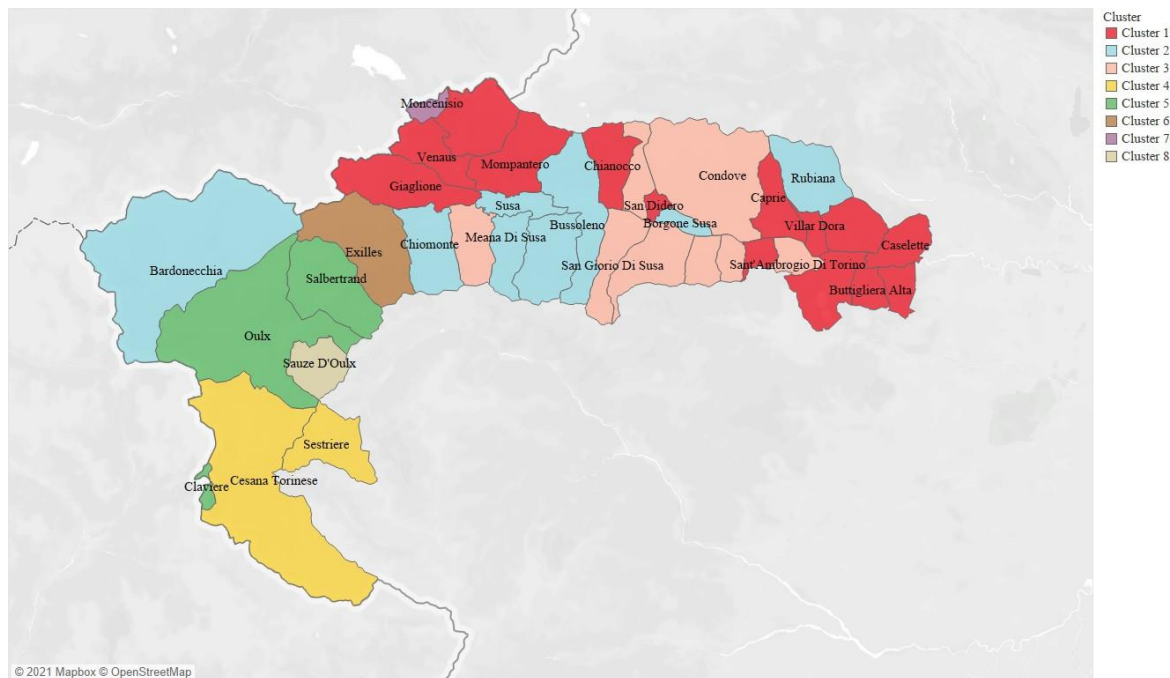 Cluster
Cluster 1
Cluster 2
Cluster 3
Cluster 4
Cluster 5
Cluster 6
Cluster 7
Cluster 8
Moncenisio
Venaus
Mompantero
Chianocco
Giaglione
Condove
Rubiana
Caprie
San Didero
Susa
Borgone Susa
Villar Dora
Bussoleno
Meana Di Susa
Chiomonte
Caselette
Exilles
San Giorio Di Susa
Sant'Ambrogio Di Torino
Bardonecchia
Salbertrand
Buttigliera Alta
Oulx
Sauze D'Oulx
Sestriere
Cesana Torinese
Claviere
© 2021 Mapbox © OpenStreetMap